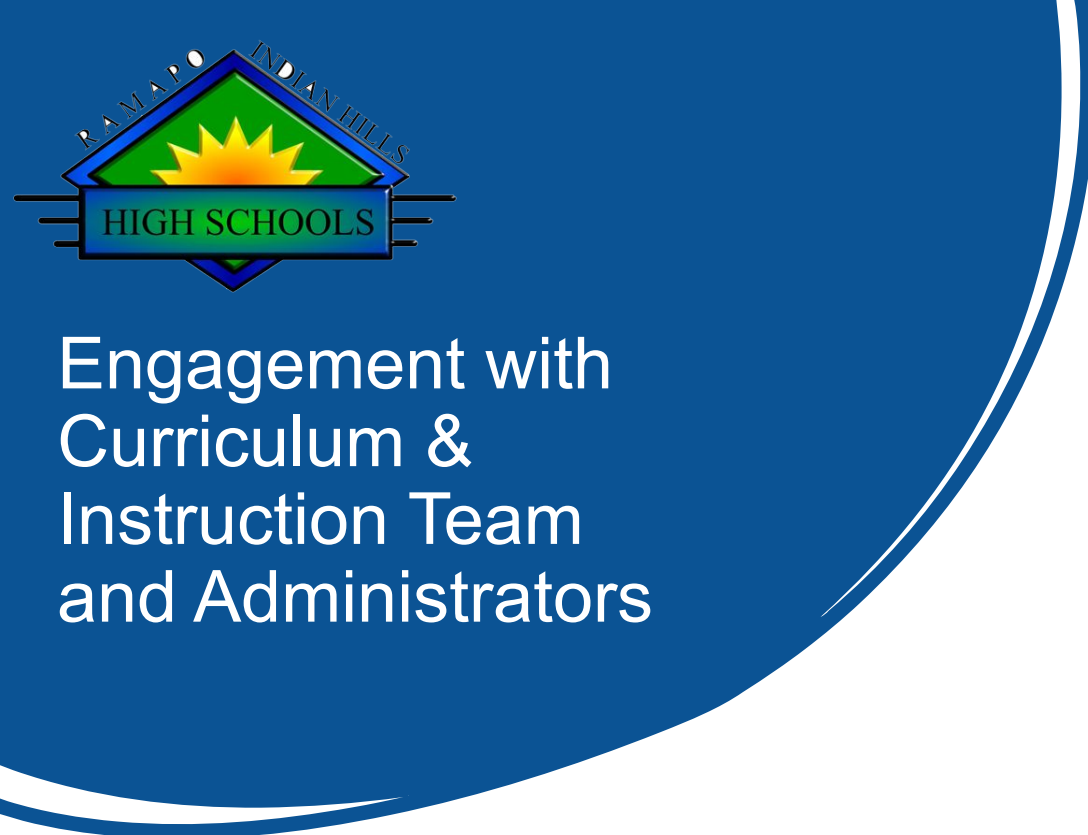 RAMAPO INDIAN HILLS
HIGH SCHOOLS
Engagement with
Curriculum &
Instruction Team
and Administrators